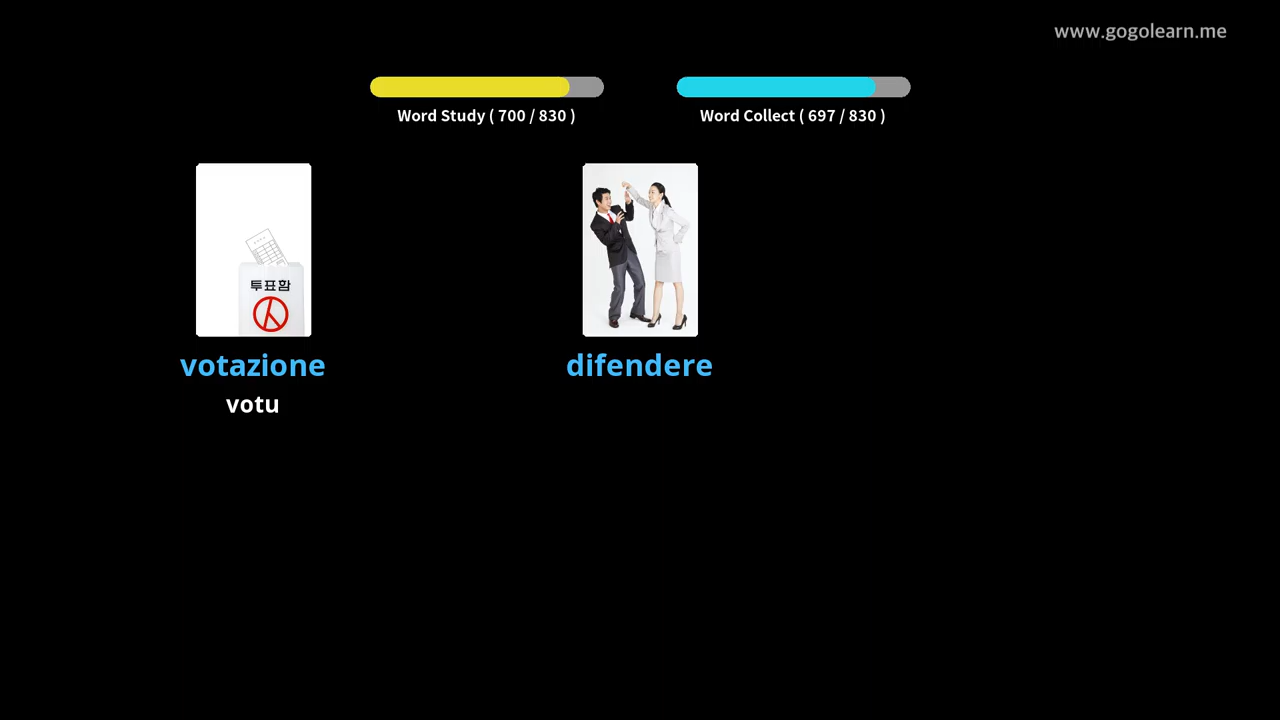 www.gogolearn.me
Word Study ( 700 / 830 )
Word Collect ( 697 / 830 )
투표함
votazione
difendere
votu